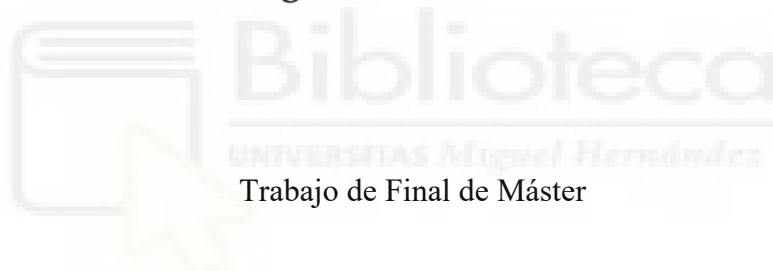 Biblioteca
UNIVERSITAS Miguel Hernández
Trabajo de Final de Máster